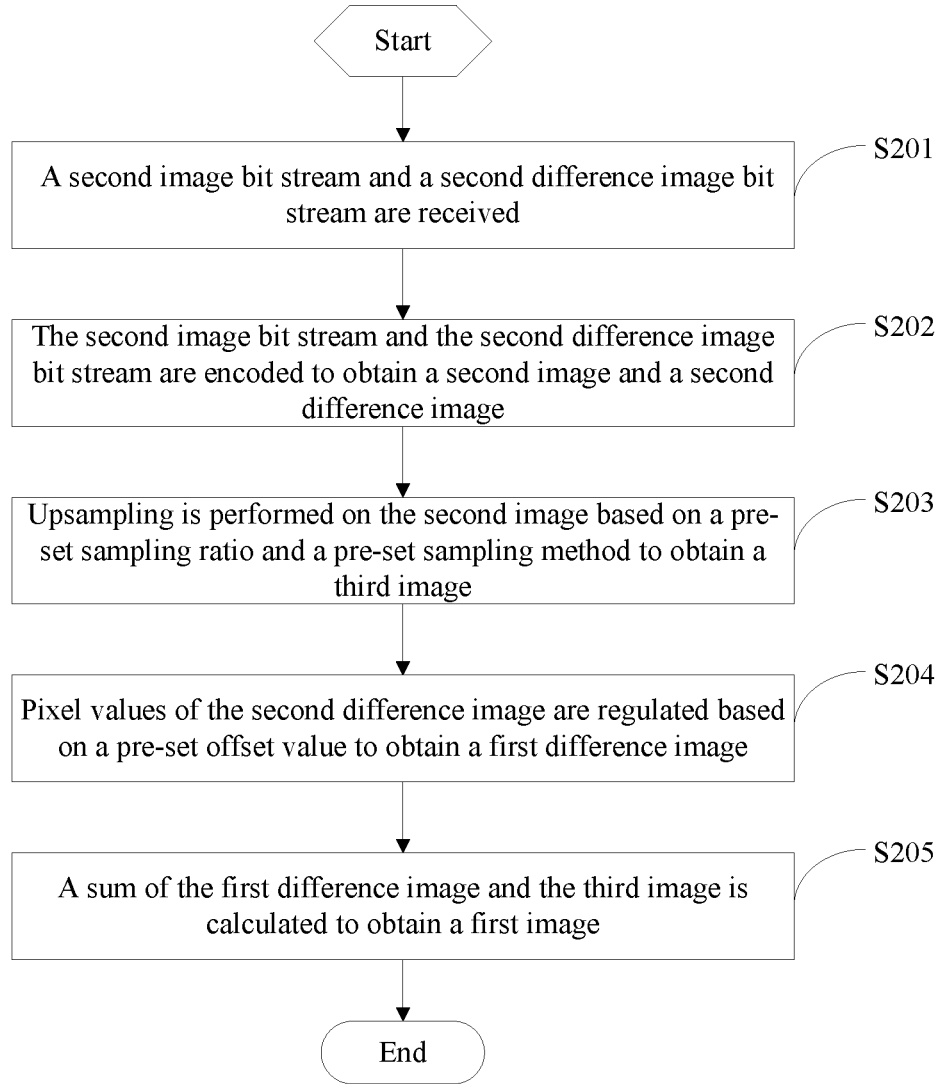 Start
S201
A second image bit stream and a second difference image bit
stream are received
S202
The second image bit stream and the second difference image
bit stream are encoded to obtain a second image and a second
difference image
S203
Upsampling is performed on the second image based on a pre-
set sampling ratio and a pre-set sampling method to obtain a
third image
S204
Pixel values of the second difference image are regulated based
on a pre-set offset value to obtain a first difference image
S205
A sum of the first difference image and the third image is
calculated to obtain a first image
End